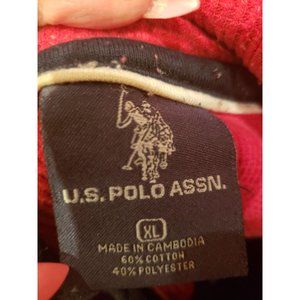 U.S. POLO ASSN.
XL
MADE IN CAMBODIA
60% COTTON
40% POLYESTER